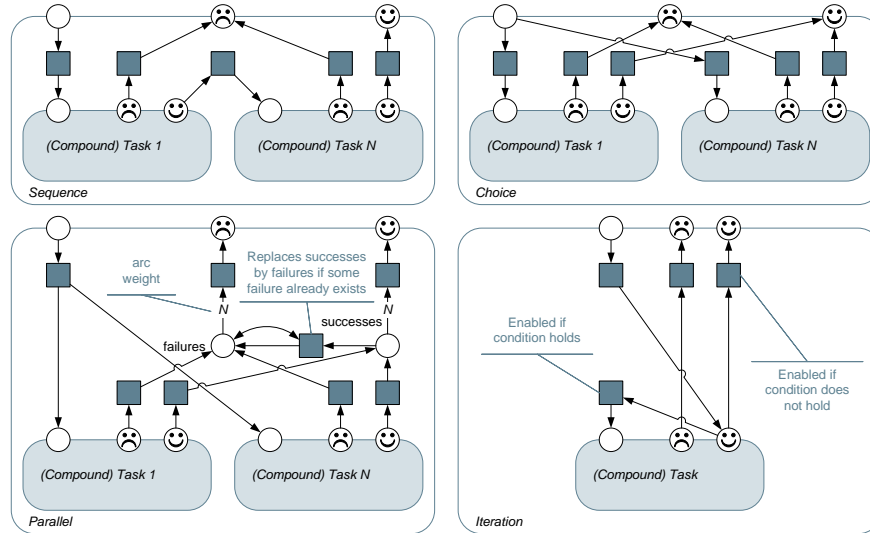 (Compound) Task 1
(Compound) Task N
Sequence
(Compound) Task 1
(Compound) Task N
Choice
arc
weight
Replaces successes
by failures if some
failure already exists
N
N
successes
failures
(Compound) Task 1
(Compound) Task N
Parallel
Enabled if
condition holds
Enabled if
condition does
not hold
(Compound) Task
Iteration